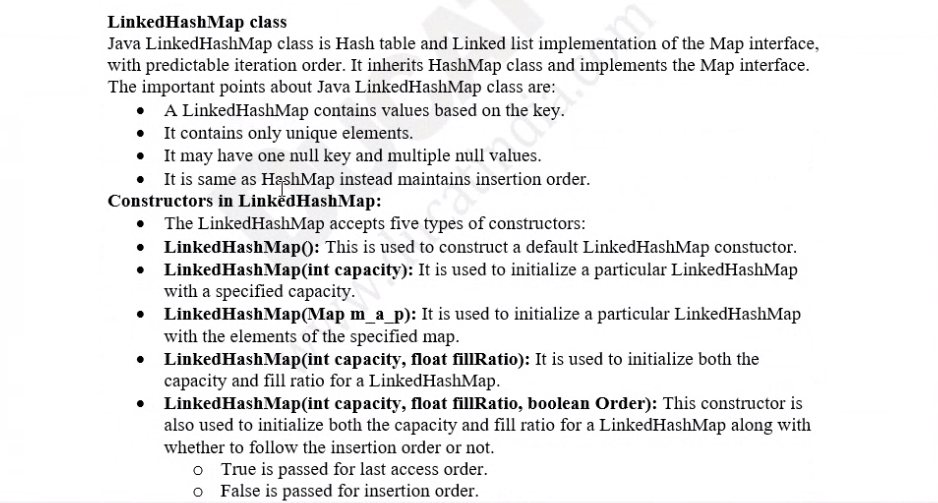 LinkedHashMap class
Java LinkedHashMap class is Hash table and Linked list implementation of the Map interface,
with predictable iteration order. It inherits HashMap class and implements the Map interface.
The important points about Java LinkedHashMap class are:
• A LinkedHashMap contains values based on the key.
• It contains only unique elements.
• It may have one null key and multiple null values.
• It is same as HashMap instead maintains insertion order.
Constructors in LinkedHashMap:
• The LinkedHashMap accepts five types of constructors:
• LinkedHashMap(): This is used to construct a default LinkedHashMap constuctor.
• LinkedHashMap(int capacity): It is used to initialize a particular LinkedHashMap
with a specified capacity.
• LinkedHashMap(Map m_a_p): It is used to initialize a particular LinkedHashMap
with the elements of the specified map.
• LinkedHashMap(int capacity, float fillRatio): It is used to initialize both the
capacity and fill ratio for a LinkedHashMap.
• LinkedHashMap(int capacity, float fillRatio, boolean Order): This constructor is
also used to initialize both the capacity and fill ratio for a LinkedHashMap along with
whether to follow the insertion order or not.
o True is passed for last access order.
o False is passed for insertion order.